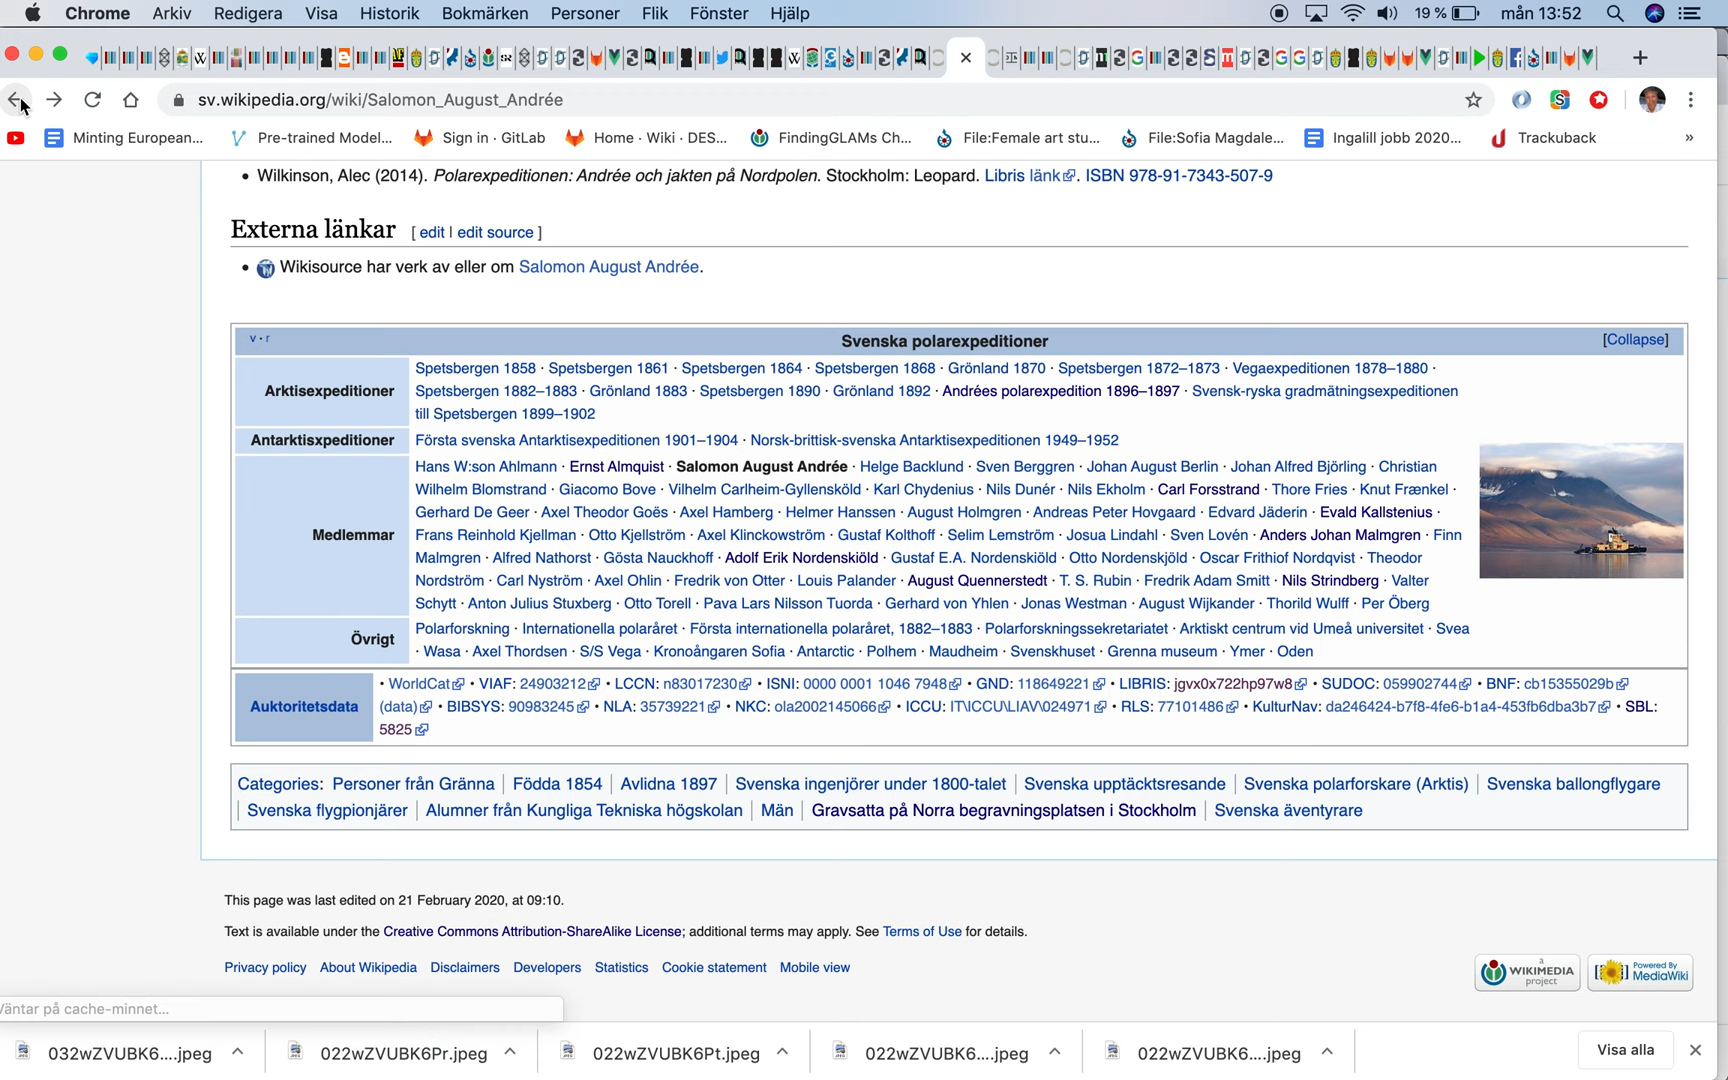 Chrome Arkiv Redigera Visa Historik Bokmärken Personer Flik Fönster Hjälp 19 % mån 13:52
sv.wikipedia.org/wiki/Salomon_August_Andrée
Minting European... Pre-trained Model... Sign in · GitLab Home · Wiki · DES... FindingGLAMs Ch... File:Female art stu... File:Sofia Magdale... Ingalill jobb 2020... Trackuback »
• Wilkinson, Alec (2014). Polarexpeditionen: Andrée och jakten på Nordpolen. Stockholm: Leopard. Libris länk. ISBN 978-91-7343-507-9
Externa länkar [ edit | edit source ]
• Wikisource har verk av eller om Salomon August Andrée.
v · r Svenska polarexpeditioner [Collapse]
Arktisexpeditioner
Spetsbergen 1858 · Spetsbergen 1861 · Spetsbergen 1864 · Spetsbergen 1868 · Grönland 1870 · Spetsbergen 1872–1873 · Vegaexpeditionen 1878–1880 ·
Spetsbergen 1882–1883 · Grönland 1883 · Spetsbergen 1890 · Grönland 1892 · Andrées polarexpedition 1896–1897 · Svensk-ryska gradmätningsexpeditionen
till Spetsbergen 1899–1902
Antarktisxpeditioner
Första svenska Antarktisexpeditionen 1901–1904 · Norsk-brittisk-svenska Antarktisexpeditionen 1949–1952
Medlemmar
Hans W:son Ahlmann · Ernst Almquist · Salomon August Andrée · Helge Backlund · Sven Berggren · Johan August Berlin · Johan Alfred Björling · Christian
Wilhelm Blomstrand · Giacomo Bove · Vilhelm Carlheim-Gyllensköld · Karl Chydenius · Nils Dunér · Nils Ekholm · Carl Forsstrand · Thore Fries · Knut Frænkel ·
Gerhard De Geer · Axel Theodor Goës · Axel Hamberg · Helmer Hanssen · August Holmgren · Andreas Peter Hovgaard · Edvard Jäderin · Evald Kallstenius ·
Frans Reinhold Kjellman · Otto Kjellström · Axel Klinckowström · Gustaf Kolthoff · Selim Lemström · Josua Lindahl · Sven Lovén · Anders Johan Malmgren · Finn
Malmgren · Alfred Nathorst · Gösta Nauckhoff · Adolf Erik Nordenskiöld · Gustaf E.A. Nordenskiöld · Otto Nordenskjöld · Oscar Frithiof Nordqvist · Theodor
Nordström · Carl Nyström · Axel Ohlin · Fredrik von Otter · Louis Palander · August Quennerstedt · T. S. Rubin · Fredrik Adam Smitt · Nils Strindberg · Valter
Schytt · Anton Julius Stuxberg · Otto Torell · Pava Lars Nilsson Tuorda · Gerhard von Yhlen · Jonas Westman · August Wijkander · Thorild Wulff · Per Öberg
Övrigt
Polarforskning · Internationella polaråret · Första internationella polaråret, 1882–1883 · Polarforskningssekretariatet · Arktiskt centrum vid Umeå universitet · Svea
· Wasa · Axel Thordsen · S/S Vega · Kronoångaren Sofia · Antarctic · Polhem · Maudheim · Svenskhuset · Grenna museum · Ymer · Oden
Auktoritetsdata
• WorldCat • VIAF: 24903212 • LCCN: n83017230 • ISNI: 0000 0001 1046 7948 • GND: 118649221 • LIBRIS: jgvx0x722hp97w8 • SUDOC: 059902744 • BNF: cb15355029b
(data) • BIBSYS: 90983245 • NLA: 35739221 • NKC: ola2002145066 • ICCU: IT\ICCU\LIAV\024971 • RLS: 77101486 • KulturNav: da246424-b7f8-4fe6-b1a4-453fb6dba3b7 • SBL:
5825
Categories: Personer från Gränna | Födda 1854 | Avlidna 1897 | Svenska ingenjörer under 1800-talet | Svenska upptäcktsresande | Svenska polarforskare (Arktis) | Svenska ballongflygare
| Svenska flygpionjärer | Alumner från Kungliga Tekniska högskolan | Män | Gravsatta på Norra begravningsplatsen i Stockholm | Svenska äventyrare
This page was last edited on 21 February 2020, at 09:10.
Text is available under the Creative Commons Attribution-ShareAlike License; additional terms may apply. See Terms of Use for details.
Privacy policy About Wikipedia Disclaimers Developers Statistics Cookie statement Mobile view
a WIKIMEDIA project
Powered By MediaWiki
Väntar på cache-minnet...
032wZVUBK6....jpeg 022wZVUBK6Pr.jpeg 022wZVUBK6Pt.jpeg 022wZVUBK6....jpeg 022wZVUBK6....jpeg Visa alla